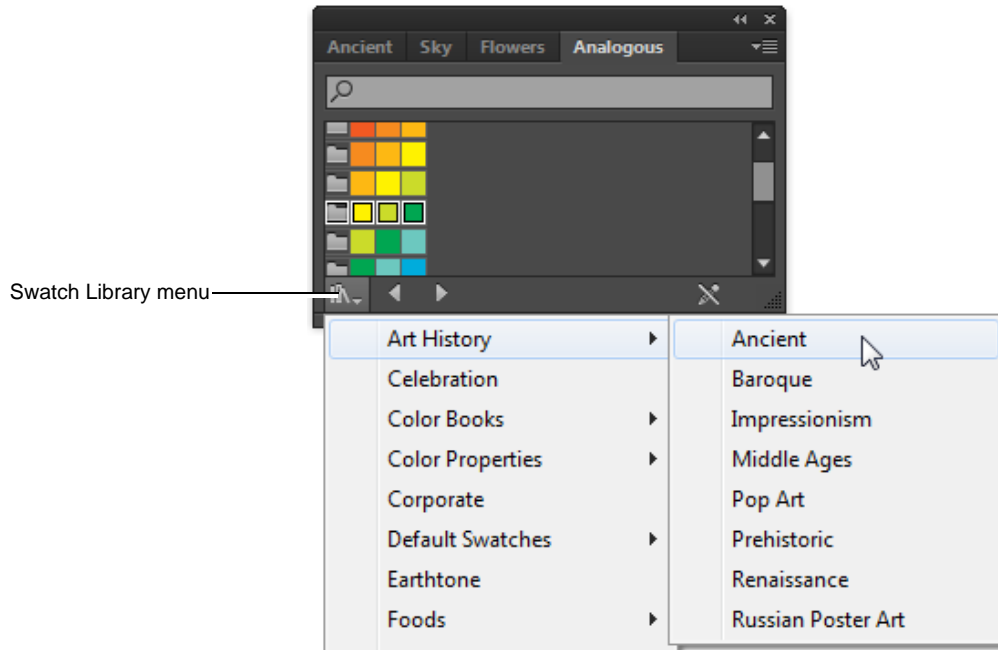 Ancient Sky Flowers Analogous
Swatch Library menu
Art History
Celebration
Color Books
Color Properties
Corporate
Default Swatches
Earthtone
Foods
Ancient
Baroque
Impressionism
Middle Ages
Pop Art
Prehistoric
Renaissance
Russian Poster Art